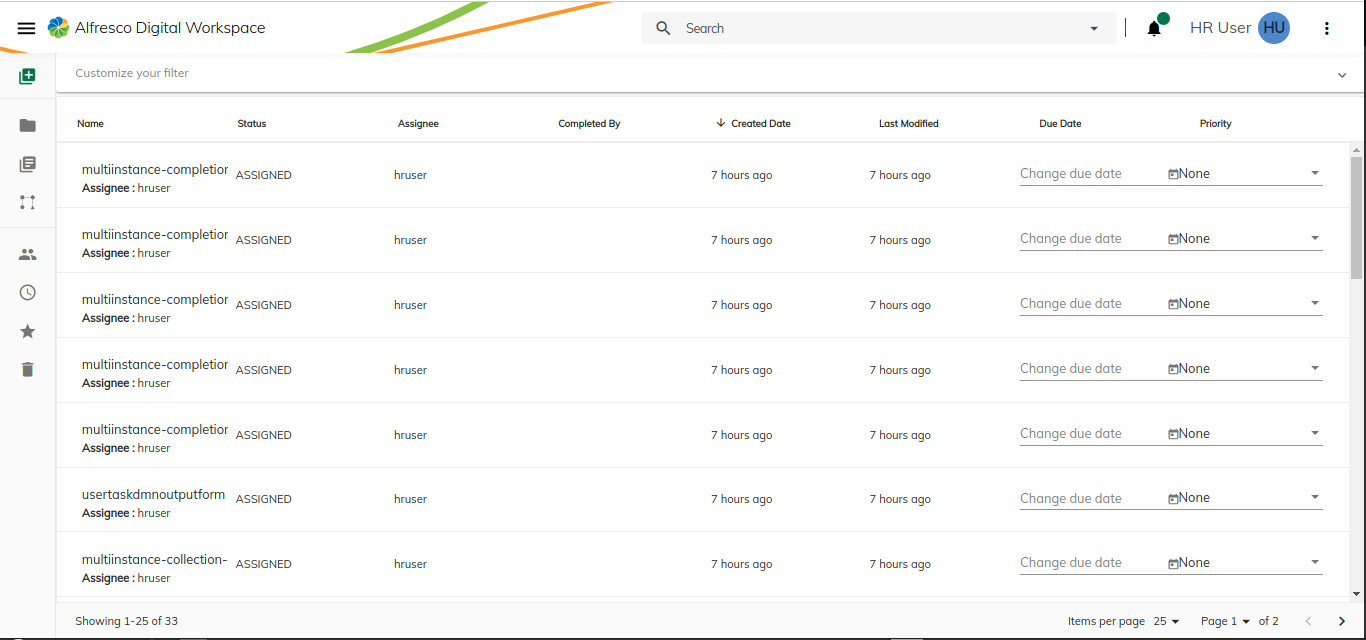 Alfresco Digital Workspace Search HR User HU
Customize your filter
Name Status Assignee Completed By Created Date Last Modified Due Date Priority
multiinstance-completion ASSIGNED hruser 7 hours ago 7 hours ago Change due date None
Assignee : hruser
multiinstance-completion ASSIGNED hruser 7 hours ago 7 hours ago Change due date None
Assignee : hruser
multiinstance-completion ASSIGNED hruser 7 hours ago 7 hours ago Change due date None
Assignee : hruser
multiinstance-completion ASSIGNED hruser 7 hours ago 7 hours ago Change due date None
Assignee : hruser
multiinstance-completion ASSIGNED hruser 7 hours ago 7 hours ago Change due date None
Assignee : hruser
usertaskdmnoutputform ASSIGNED hruser 7 hours ago 7 hours ago Change due date None
Assignee : hruser
multiinstance-collection- ASSIGNED hruser 7 hours ago 7 hours ago Change due date None
Assignee : hruser
Showing 1-25 of 33 Items per page 25 Page 1 of 2